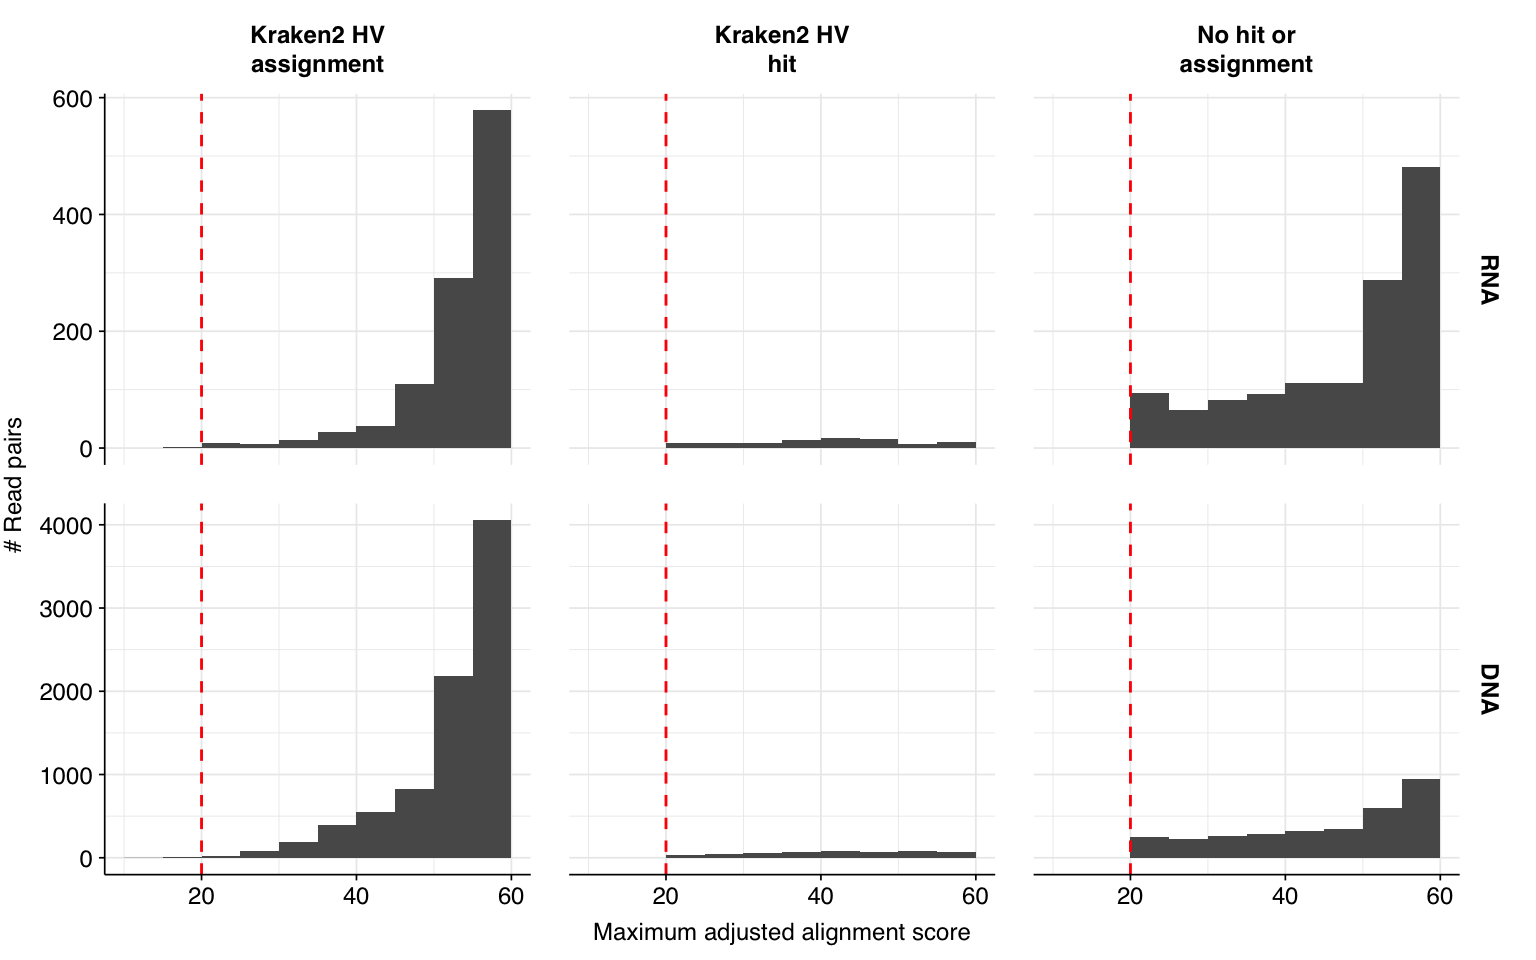 Kraken2 HV
assignment
Kraken2 HV
hit
No hit or
assignment
600
400
200
0
RNA
# Read pairs
4000
3000
2000
1000
0
DNA
20 40 60
20 40 60
20 40 60
Maximum adjusted alignment score